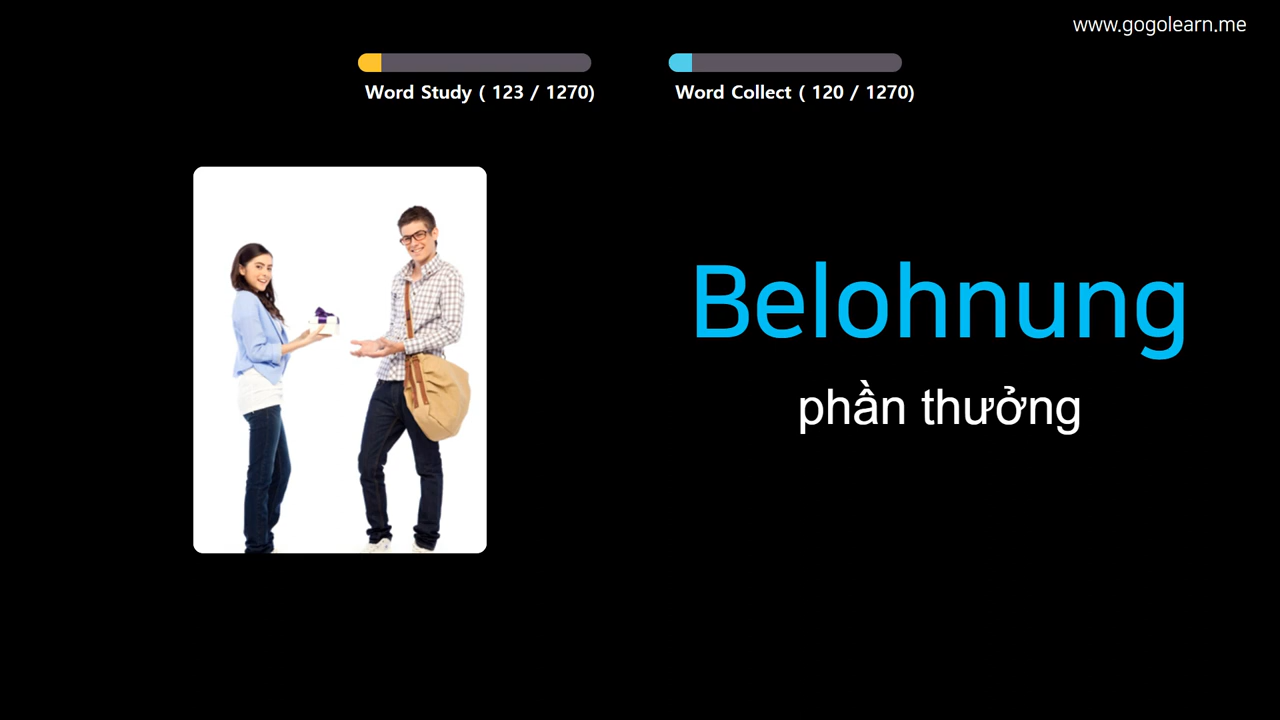 www.gogolearn.me
Word Study ( 123 / 1270)
Word Collect ( 120 / 1270)
Belohnung
phần thưởng